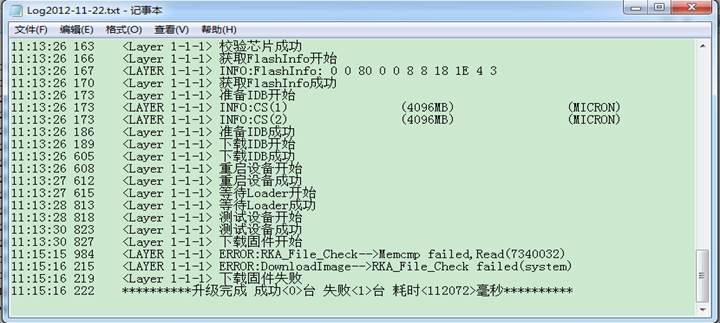 Log2012-11-22.txt - 记事本
文件(F) 编辑(E) 格式(O) 查看(V) 帮助(H)
11:13:26 163 <Layer 1-1-1> 校验芯片成功
11:13:26 166 <Layer 1-1-1> 获取FlashInfo开始
11:13:26 167 <LAYER 1-1-1> INFO:FlashInfo: 0 0 80 0 0 8 8 18 1E 4 3
11:13:26 170 <Layer 1-1-1> 获取FlashInfo成功
11:13:26 173 <Layer 1-1-1> 准备IDB开始
11:13:26 173 <LAYER 1-1-1> INFO:CS(1) (4096MB) (MICRON)
11:13:26 173 <LAYER 1-1-1> INFO:CS(2) (4096MB) (MICRON)
11:13:26 186 <Layer 1-1-1> 准备IDB成功
11:13:26 189 <Layer 1-1-1> 下载IDB开始
11:13:26 605 <Layer 1-1-1> 下载IDB成功
11:13:26 608 <Layer 1-1-1> 重启设备开始
11:13:27 612 <Layer 1-1-1> 重启设备成功
11:13:27 615 <Layer 1-1-1> 等待Loader开始
11:13:28 813 <Layer 1-1-1> 等待Loader成功
11:13:28 818 <Layer 1-1-1> 测试设备开始
11:13:30 823 <Layer 1-1-1> 测试设备成功
11:13:30 827 <Layer 1-1-1> 下载固件开始
11:15:15 984 <LAYER 1-1-1> ERROR:RKA_File_Check-->Memcmp failed,Read(7340032)
11:15:16 215 <LAYER 1-1-1> ERROR:DownloadImage-->RKA_File_Check failed(system)
11:15:16 219 <Layer 1-1-1> 下载固件失败
11:15:16 222 **********升级完成 成功<0>台 失败<1>台 耗时<112072>毫秒**********